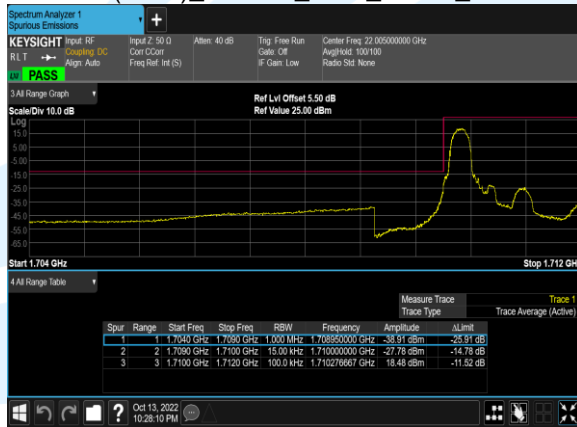 Spectrum Analyzer 1
Spurious Emissions
+
KEYSIGHT
Input: RF
Coupling: DC
Align: Auto
RLT
LW
PASS
Input Z: 50 Ω
Corr CCorr
Freq Ref: Int (S)
Atten: 40 dB
Trig: Free Run
Gate: Off
IF Gain: Low
Center Freq: 22.005000000 GHz
Avg|Hold: 100/100
Radio Std: None
3 All Range Graph
Scale/Div 10.0 dB
Ref Lvl Offset 5.50 dB
Ref Value 25.00 dBm
Log
15.0
5.00
-5.00
-15.0
-25.0
-35.0
-45.0
-55.0
-65.0
Start 1.704 GHz
Stop 1.712 GH
4 All Range Table
Measure Trace Trace 1
Trace Type Trace Average (Active)
Spur Range Start Freq Stop Freq RBW Frequency Amplitude ΔLimit
1 1 1.7040 GHz 1.7090 GHz 1.000 MHz 1.708950000 GHz -38.91 dBm -25.91 dB
2 2 1.7090 GHz 1.7100 GHz 15.00 kHz 1.710000000 GHz -27.78 dBm -14.78 dB
3 3 1.7100 GHz 1.7120 GHz 100.0 kHz 1.710276667 GHz 18.48 dBm -11.52 dB
?
Oct 13, 2022
10:28:10 PM